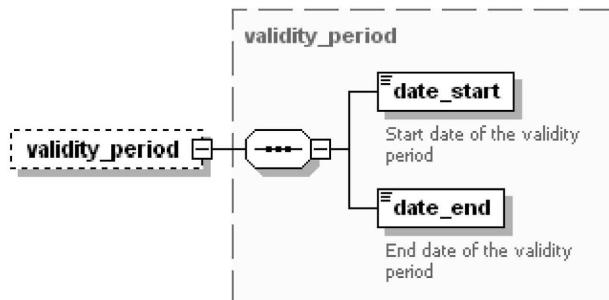 validity_period
validity_period
date_start
Start date of the validity
period
date_end
End date of the validity
period